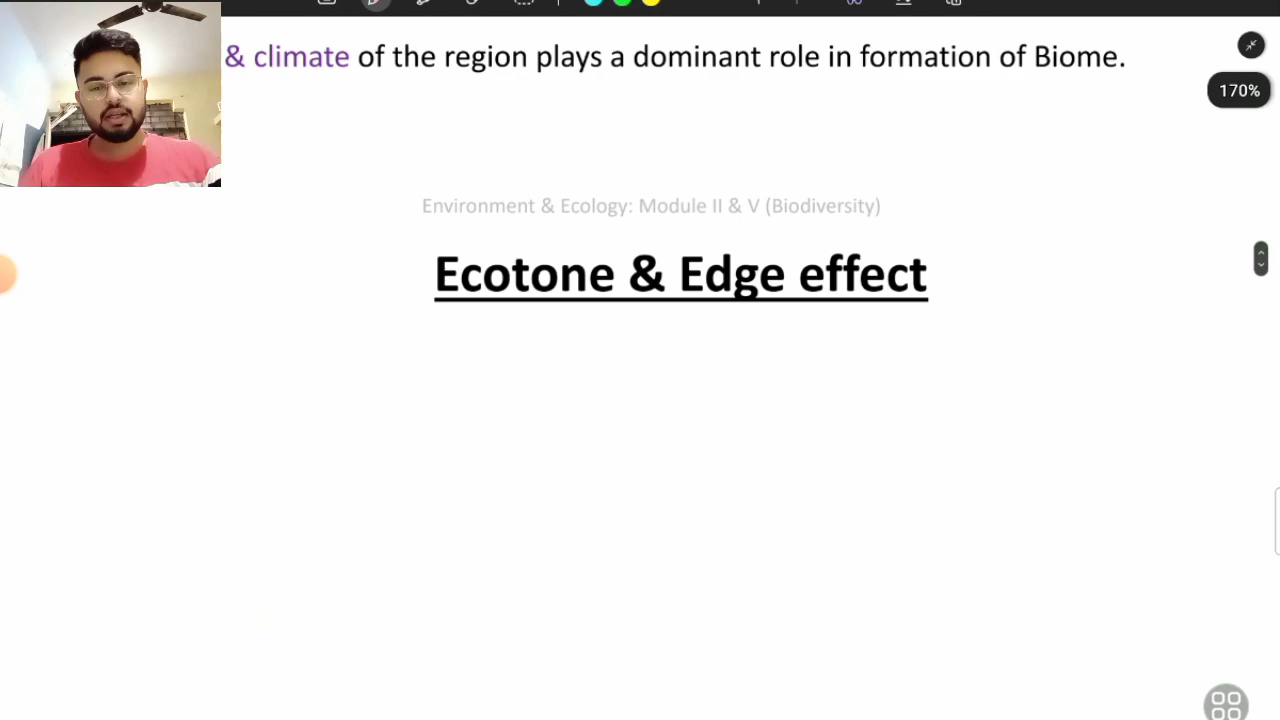 & climate of the region plays a dominant role in formation of Biome.
170%
Environment & Ecology: Module II & V (Biodiversity)
Ecotone & Edge effect